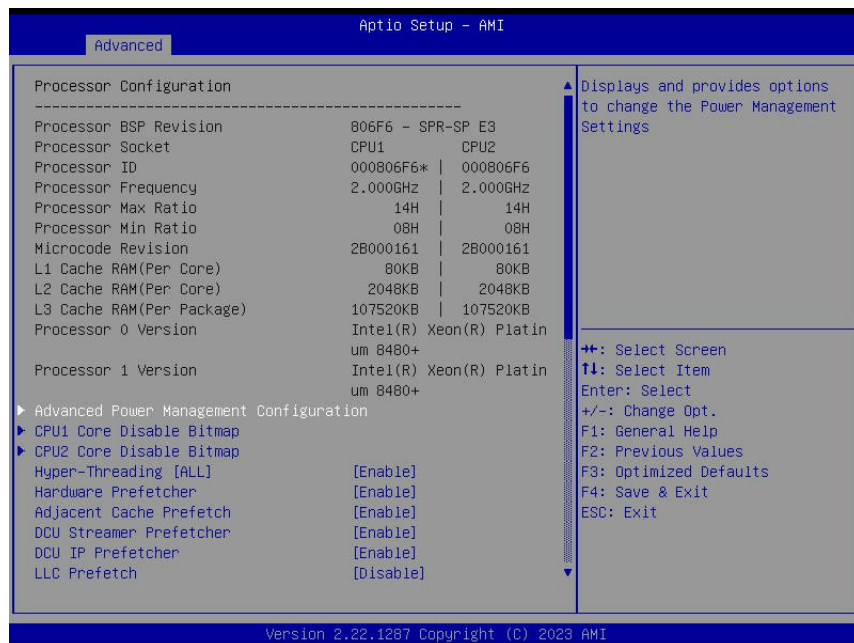 Aptio Setup – AMI
Advanced
Processor Configuration
--------------------------------------------------
Processor BSP Revision 806F6 - SPR-SP E3
Processor Socket CPU1 CPU2
Processor ID 000806F6* | 000806F6
Processor Frequency 2.000GHz | 2.000GHz
Processor Max Ratio 14H | 14H
Processor Min Ratio 08H | 08H
Microcode Revision 2B000161 | 2B000161
L1 Cache RAM(Per Core) 80KB | 80KB
L2 Cache RAM(Per Core) 2048KB | 2048KB
L3 Cache RAM(Per Package) 107520KB | 107520KB
Processor 0 Version Intel(R) Xeon(R) Platin
um 8480+
Processor 1 Version Intel(R) Xeon(R) Platin
um 8480+
Advanced Power Management Configuration
CPU1 Core Disable Bitmap
CPU2 Core Disable Bitmap
Hyper-Threading [ALL] [Enable]
Hardware Prefetcher [Enable]
Adjacent Cache Prefetch [Enable]
DCU Streamer Prefetcher [Enable]
DCU IP Prefetcher [Enable]
LLC Prefetch [Disable]
Displays and provides options
to change the Power Management
Settings
→←: Select Screen
↑↓: Select Item
Enter: Select
+/-: Change Opt.
F1: General Help
F2: Previous Values
F3: Optimized Defaults
F4: Save & Exit
ESC: Exit
Version 2.22.1287 Copyright (C) 2023 AMI